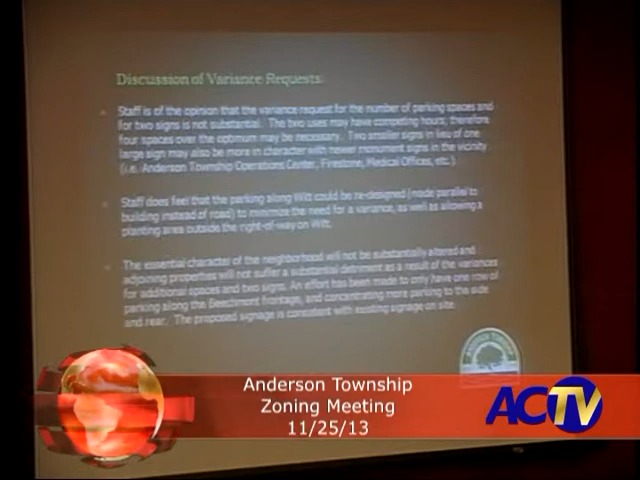 Discussion of Variance Requests:
Staff is of the opinion that the variance request for the number of parking spaces and
for two signs is not substantial. The two uses may have competing hours, therefore
four spaces over the optimum may be necessary. Two smaller signs in lieu of one
large sign may also be more in character with newer monument signs in the vicinity
(i.e. Anderson Township Operations Center, Firestone, Medical Offices, etc.).
Staff does feel that the parking along Witt could be re-designed (made parallel to
building instead of road) to minimize the need for a variance, as well as allowing a
planting area outside the right-of-way on Witt.
The essential character of the neighborhood will not be substantially altered and
adjoining properties will not suffer a substantial detriment as a result of the variances
for additional spaces and two signs. An effort has been made to only have one row of
parking along the Beechmont frontage, and concentrating more parking to the side
and rear. The proposed signage is consistent with existing signage on site.
ANDERSON TOWNSHIP
Anderson Township
Zoning Meeting
11/25/13
ACTV